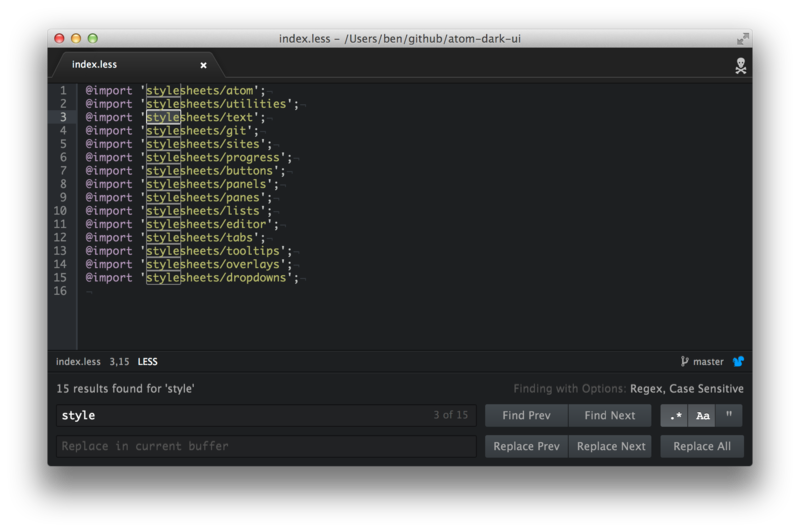 index.less - /Users/ben/github/atom-dark-ui
index.less
1 @import 'stylesheets/atom';
2 @import 'stylesheets/utilities';
3 @import 'stylesheets/text';
4 @import 'stylesheets/git';
5 @import 'stylesheets/sites';
6 @import 'stylesheets/progress';
7 @import 'stylesheets/buttons';
8 @import 'stylesheets/panels';
9 @import 'stylesheets/panes';
10 @import 'stylesheets/lists';
11 @import 'stylesheets/editor';
12 @import 'stylesheets/tabs';
13 @import 'stylesheets/tooltips';
14 @import 'stylesheets/overlays';
15 @import 'stylesheets/dropdowns';
16
index.less 3,15 LESS master
15 results found for 'style' Finding with Options: Regex, Case Sensitive
style 3 of 15 Find Prev Find Next .* Aa "
Replace in current buffer Replace Prev Replace Next Replace All